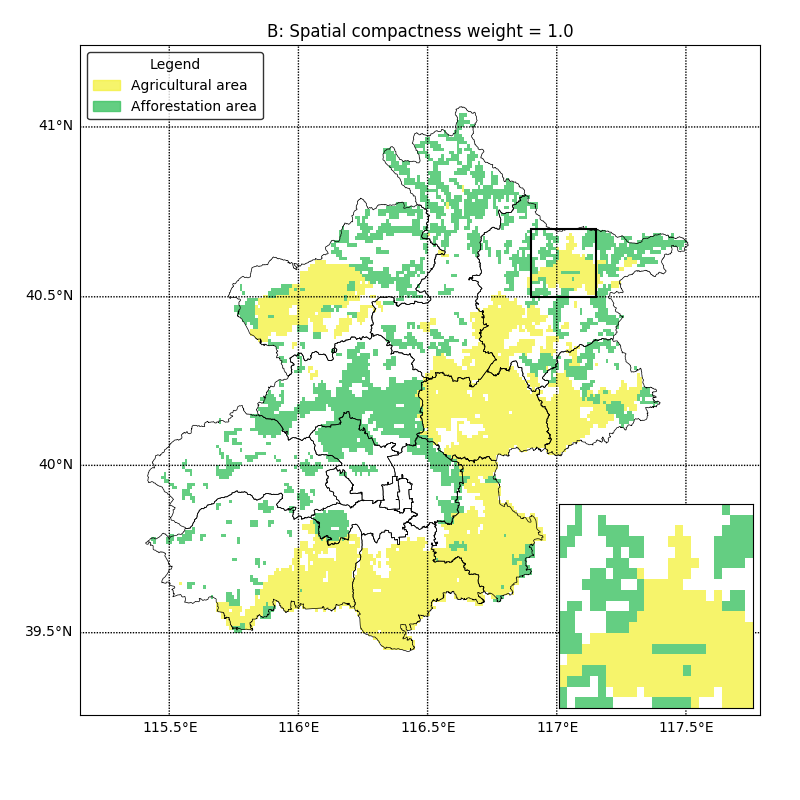 B: Spatial compactness weight = 1.0
Legend
Agricultural area
Afforestation area
41°N
40.5°N
40°N
39.5°N
115.5°E 116°E 116.5°E 117°E 117.5°E